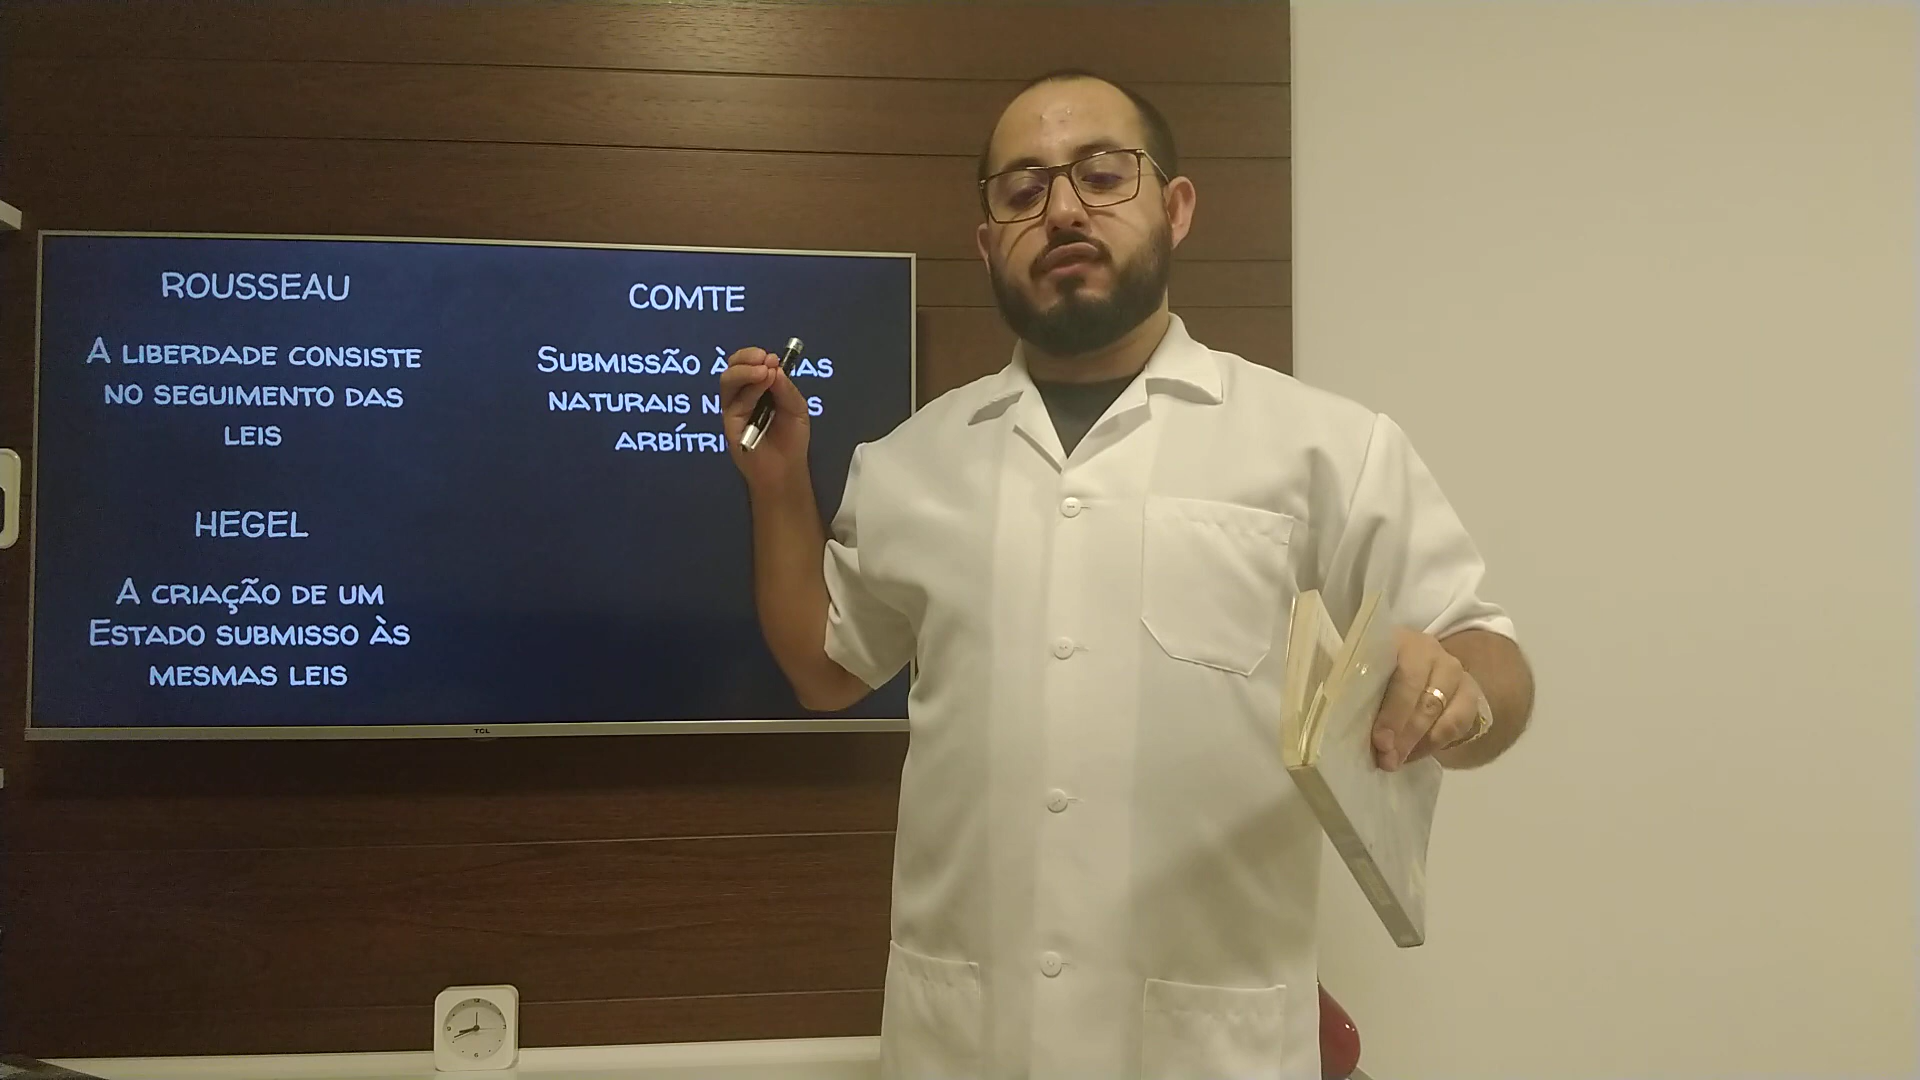 ROUSSEAU
A LIBERDADE CONSISTE
NO SEGUIMENTO DAS
LEIS
HEGEL
A CRIAÇÃO DE UM
ESTADO SUBMISSO ÀS
MESMAS LEIS
COMTE
SUBMISSÃO
NATURAIS
TCL